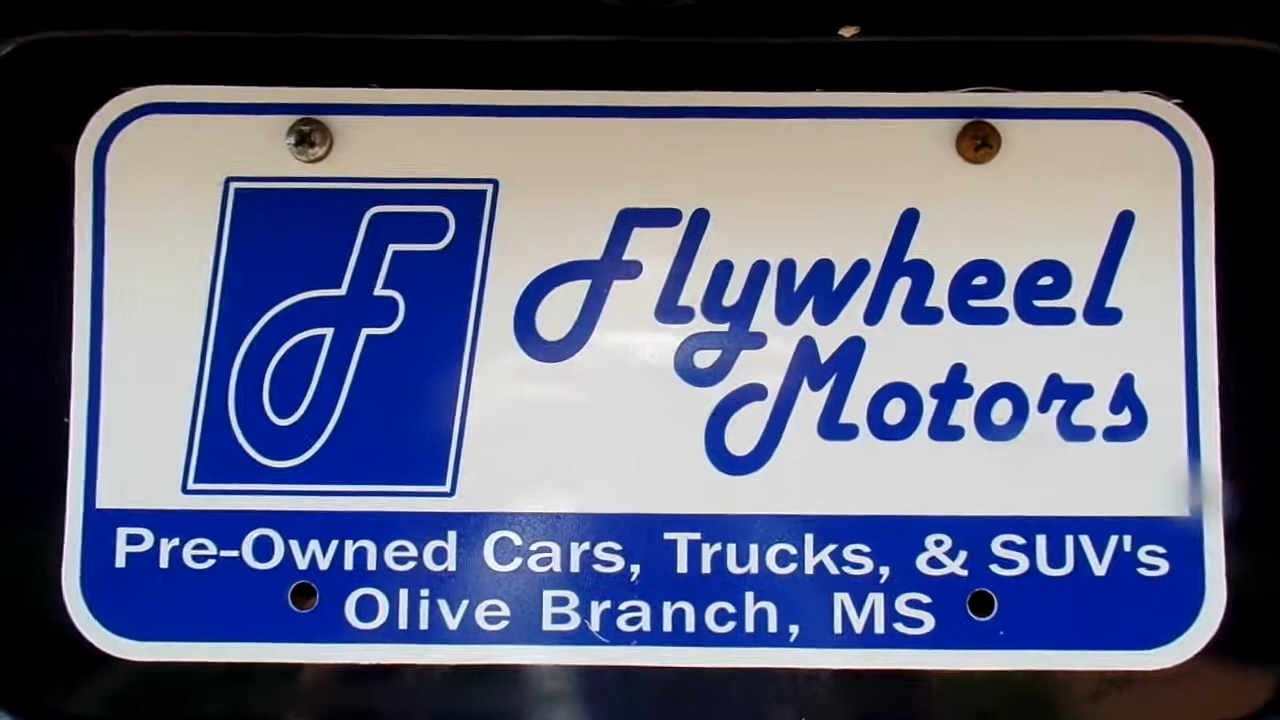 F
Flywheel
Motors
Pre-Owned Cars, Trucks, & SUV's
Olive Branch, MS